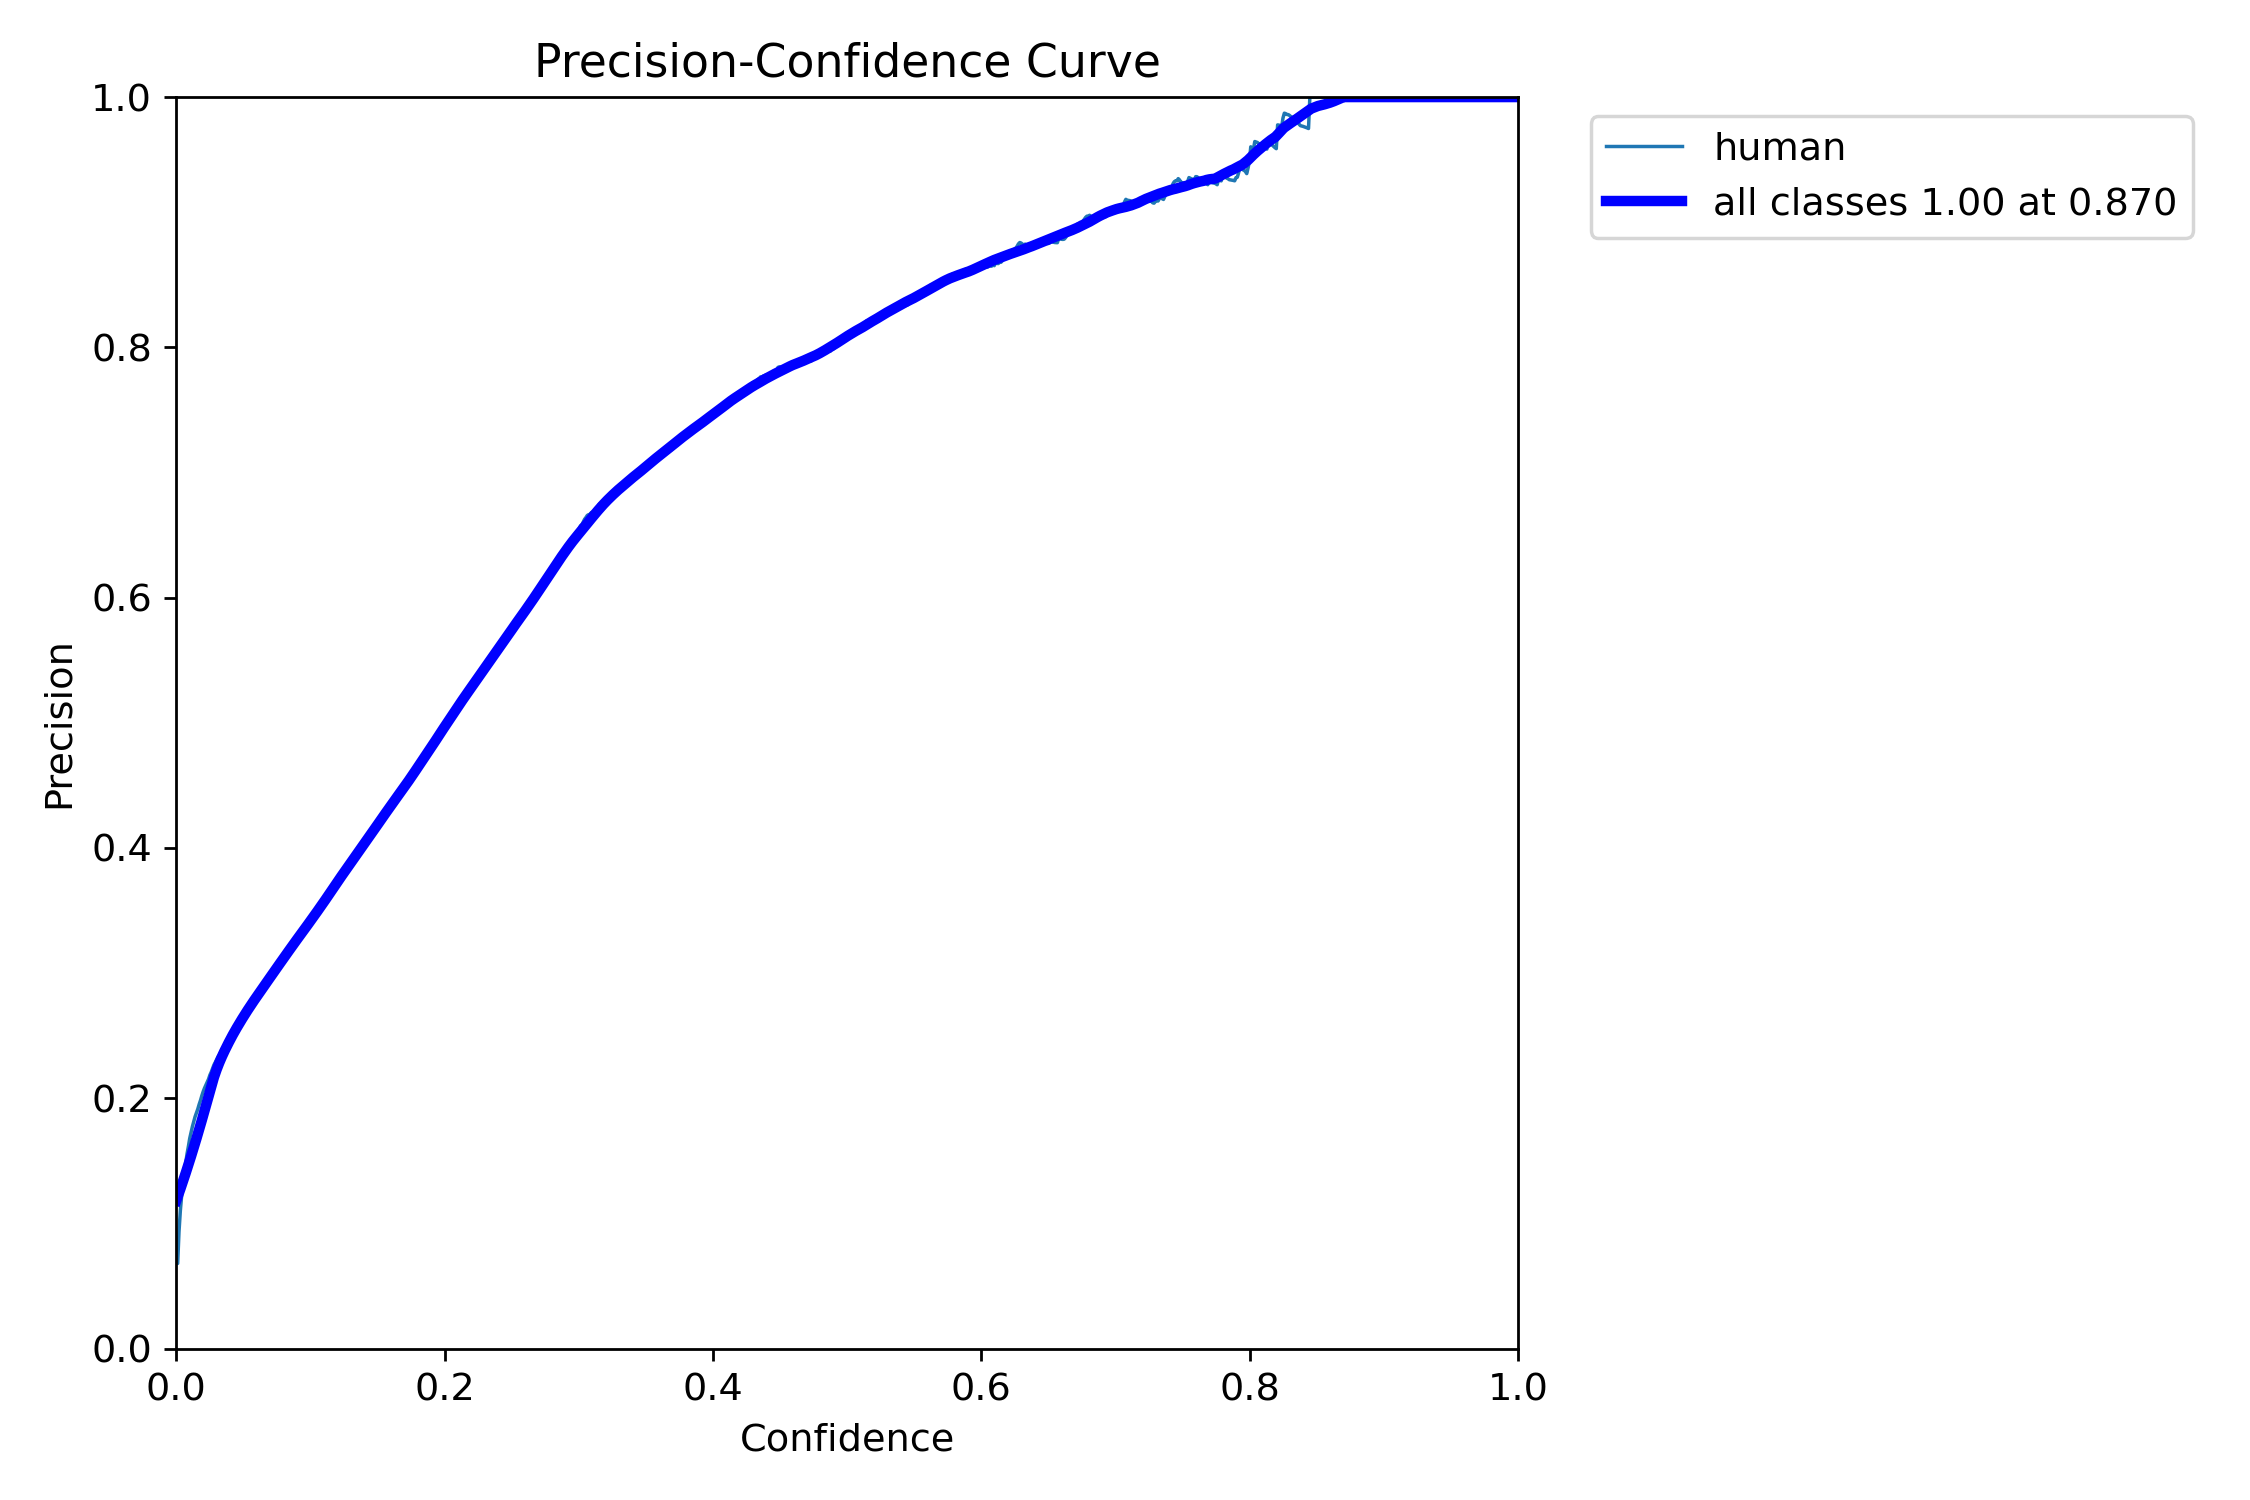 Precision-Confidence Curve
1.0
0.8
0.6
0.4
0.2
0.0
Precision
0.0 0.2 0.4 0.6 0.8 1.0
Confidence
human
all classes 1.00 at 0.870